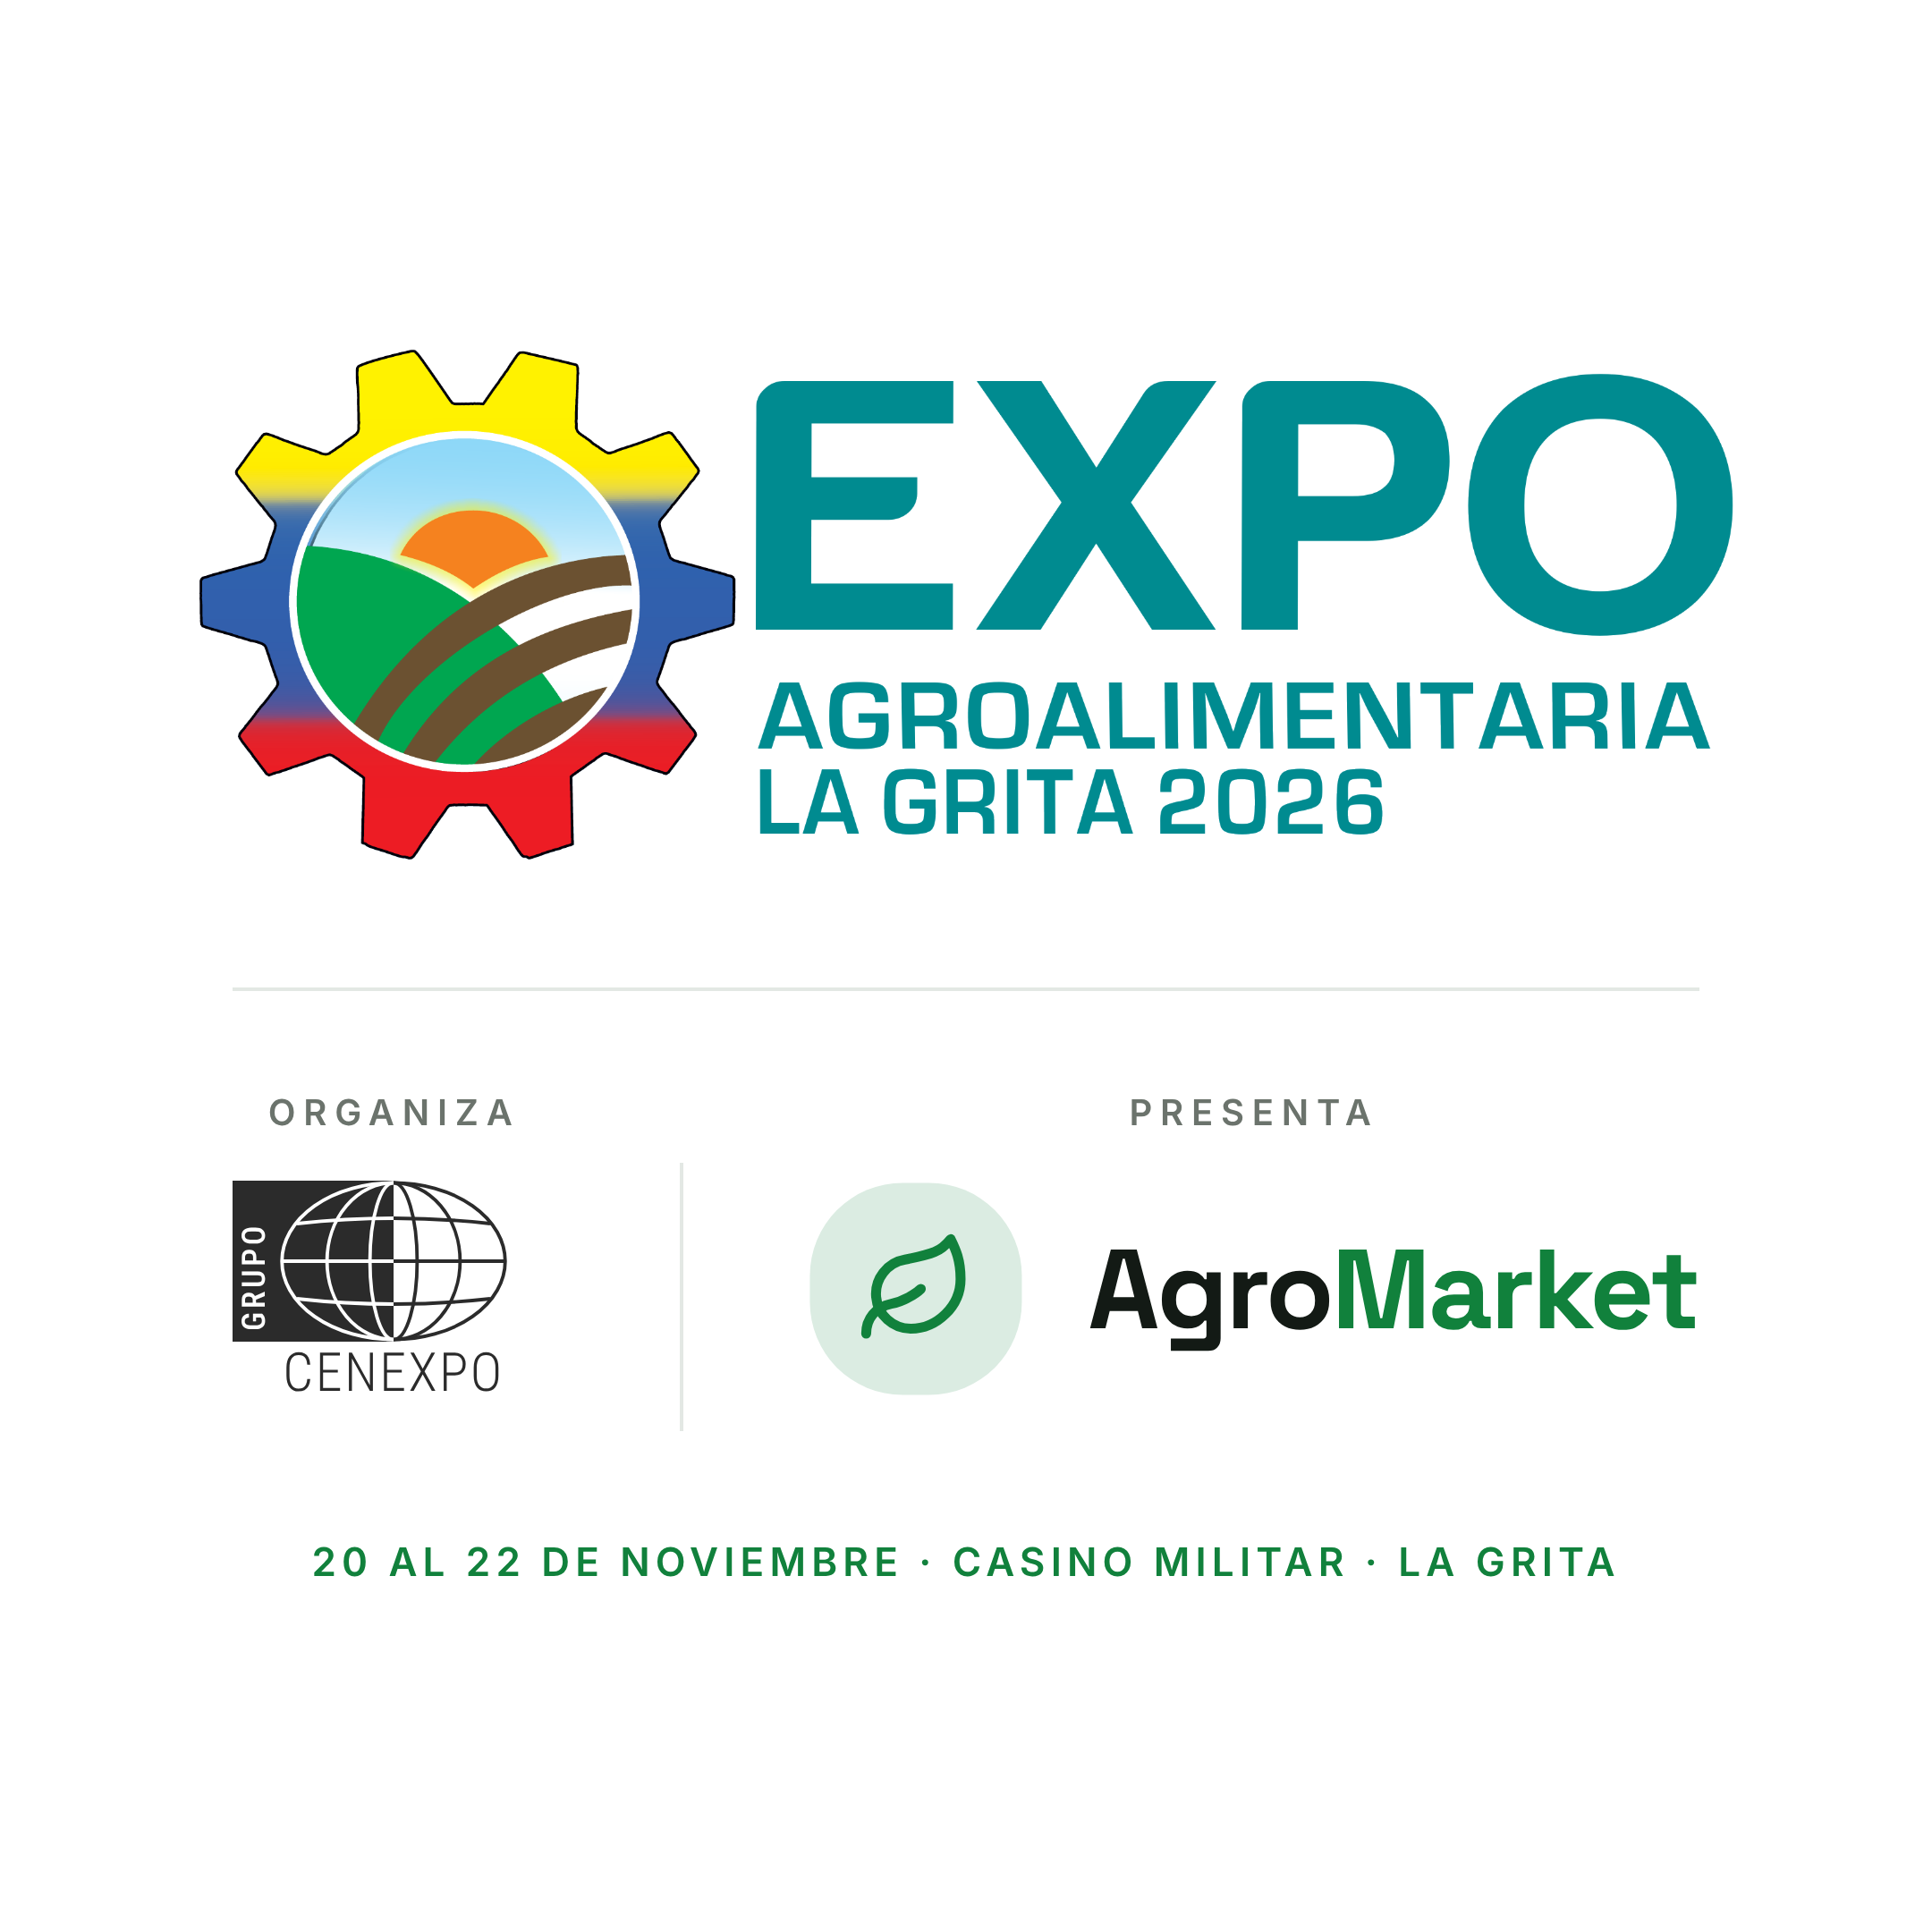 EXPO
AGROALIMENTARIA
LA GRITA 2026
ORGANIZA
PRESENTA
GRUPO
CENEXPO
AgroMarket
20 AL 22 DE NOVIEMBRE · CASINO MILITAR · LA GRITA